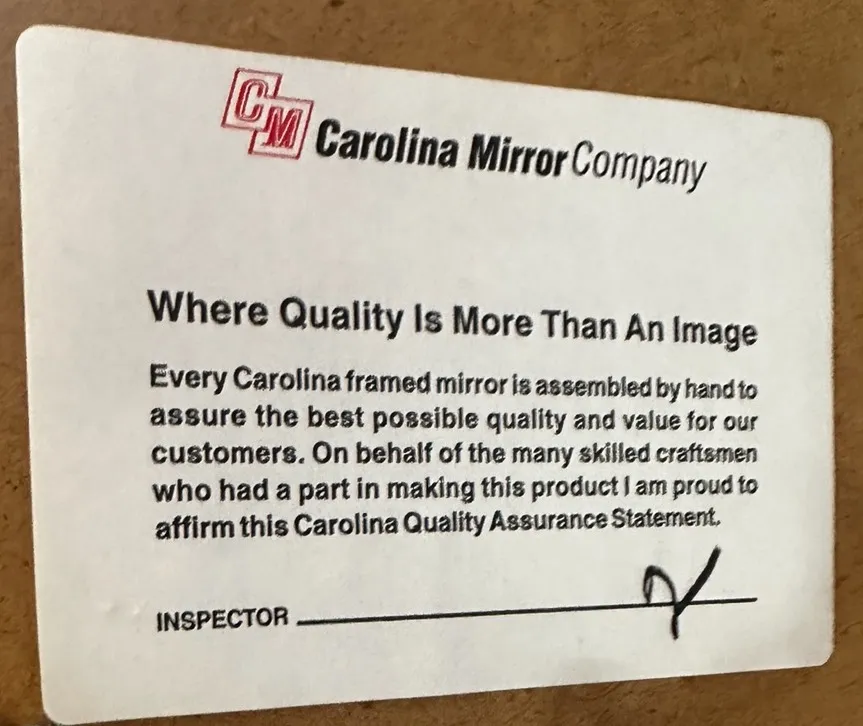 CM Carolina Mirror Company
Where Quality Is More Than An Image
Every Carolina framed mirror is assembled by hand to
assure the best possible quality and value for our
customers. On behalf of the many skilled craftsmen
who had a part in making this product I am proud to
affirm this Carolina Quality Assurance Statement.
INSPECTOR